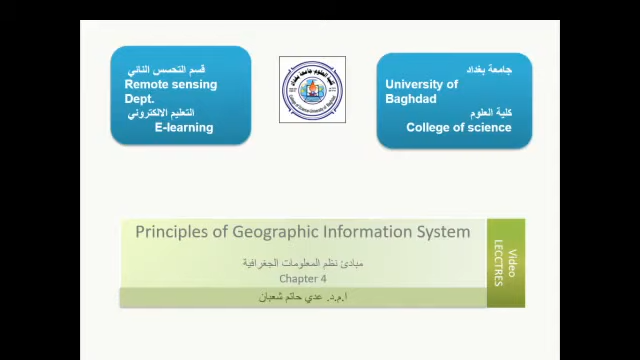 قسم التحسس النائي
Remote sensing
Dept.
التعليم الالكتروني
E-learning
جامعة بغداد
University of
Baghdad
كلية العلوم
College of science
Principles of Geographic Information System
مبادئ نظم المعلومات الجغرافية
Chapter 4
ا.م.د. عدي حاتم شعبان
Video
LECCTRES